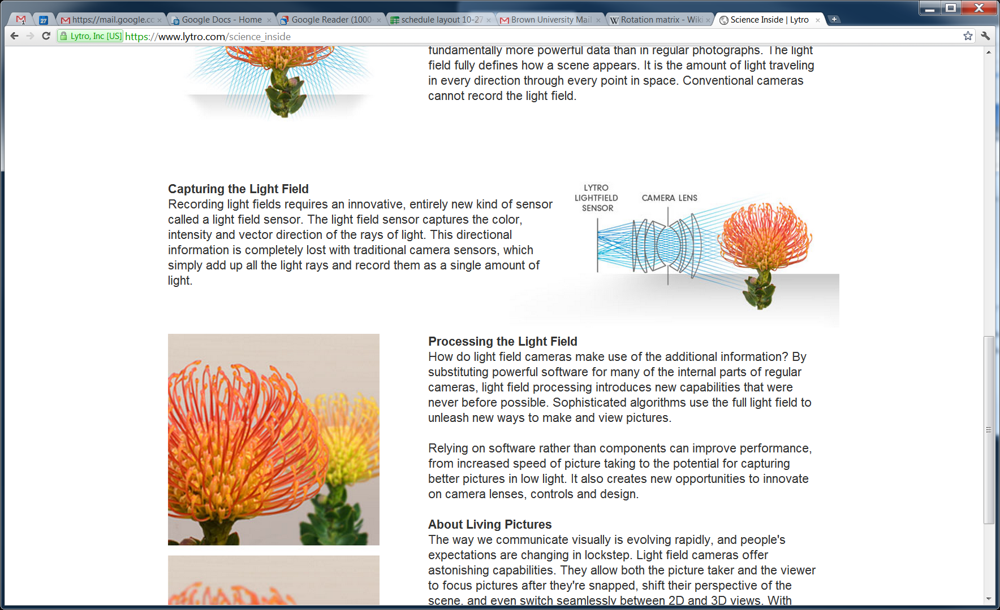 1
27
https://mail.google.cc
Google Docs - Home
Google Reader (1000
schedule layout 10-27
Brown University Mail
Rotation matrix - Wiki
Science Inside | Lytro
Lytro, Inc [US] https://www.lytro.com/science_inside
fundamentally more powerful data than in regular photographs. The light
field fully defines how a scene appears. It is the amount of light traveling
in every direction through every point in space. Conventional cameras
cannot record the light field.
Capturing the Light Field
Recording light fields requires an innovative, entirely new kind of sensor
called a light field sensor. The light field sensor captures the color,
intensity and vector direction of the rays of light. This directional
information is completely lost with traditional camera sensors, which
simply add up all the light rays and record them as a single amount of
light.
LYTRO
LIGHTFIELD
SENSOR
CAMERA LENS
Processing the Light Field
How do light field cameras make use of the additional information? By
substituting powerful software for many of the internal parts of regular
cameras, light field processing introduces new capabilities that were
never before possible. Sophisticated algorithms use the full light field to
unleash new ways to make and view pictures.
Relying on software rather than components can improve performance,
from increased speed of picture taking to the potential for capturing
better pictures in low light. It also creates new opportunities to innovate
on camera lenses, controls and design.
About Living Pictures
The way we communicate visually is evolving rapidly, and people's
expectations are changing in lockstep. Light field cameras offer
astonishing capabilities. They allow both the picture taker and the viewer
to focus pictures after they're snapped, shift their perspective of the
scene, and even switch seamlessly between 2D and 3D views. With